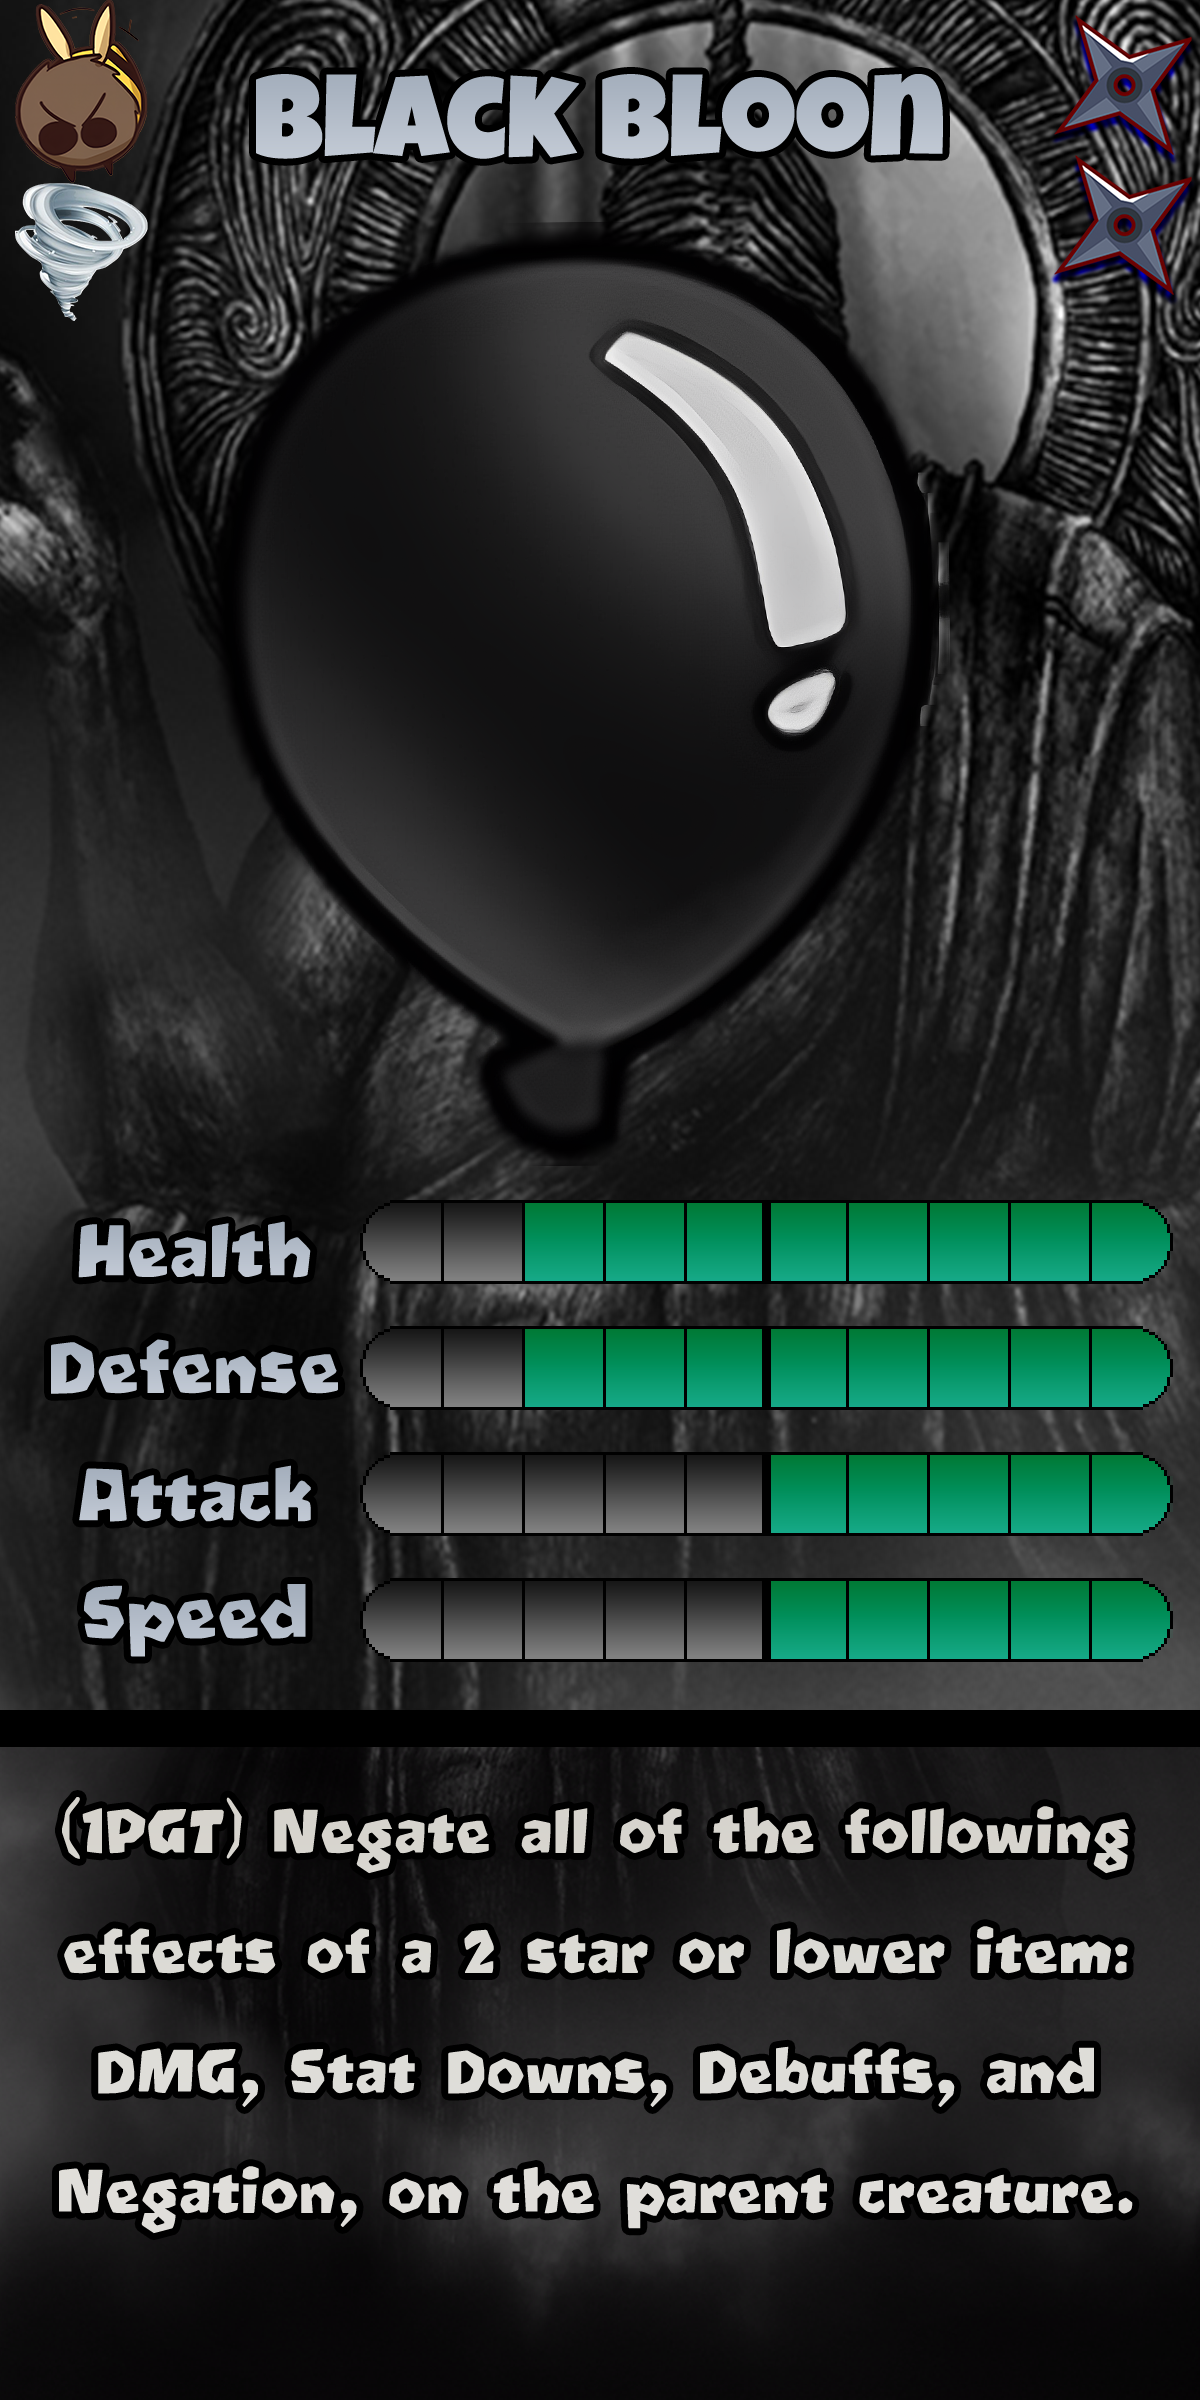 BLACK BLOON
Health
Defense
Attack
Speed
(1PGT) Negate all of the following
effects of a 2 star or lower item:
DMG, Stat Downs, Debuffs, and
Negation, on the parent creature.